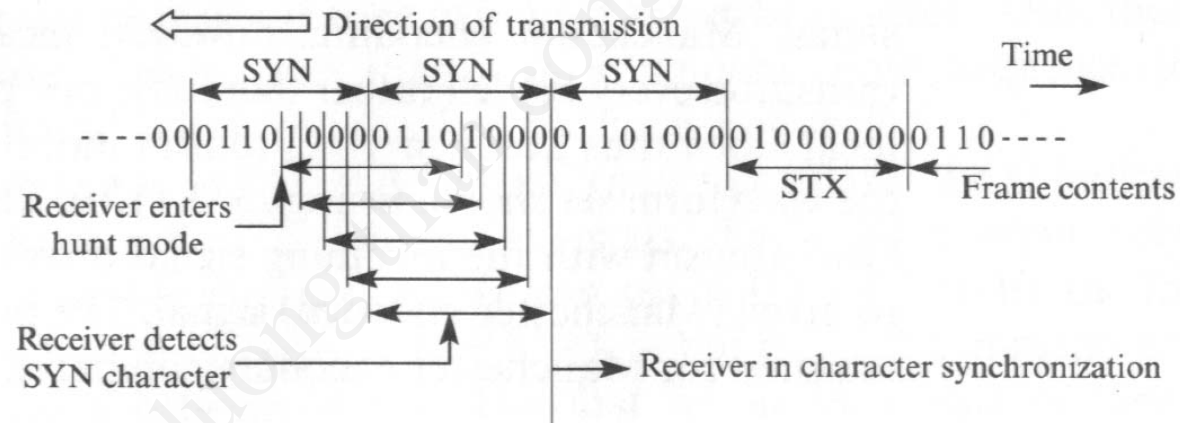 Direction of transmission
SYN SYN SYN Time
----00011010000110100001101000010000000110----
STX Frame contents
Receiver enters
hunt mode
Receiver detects
SYN character
Receiver in character synchronization